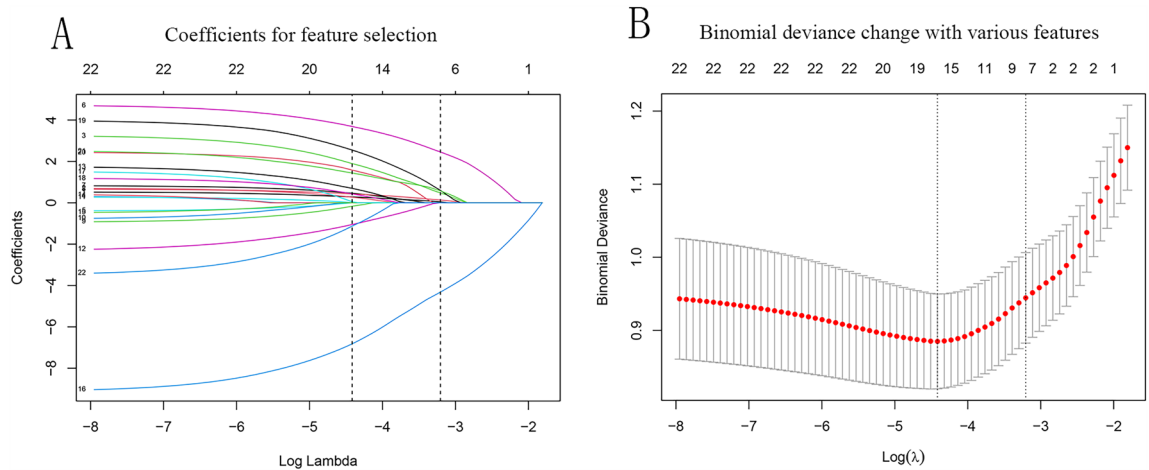 A
Coefficients for feature selection
22 22 22 20 14 6 1
4
2
0
−2
−4
−6
−8
Coefficients
6
19
3
13
17
18
12
22
16
−8 −7 −6 −5 −4 −3 −2
Log Lambda
B
Binomial deviance change with various features
22 22 22 22 22 22 20 19 15 11 9 7 2 2 2 1
1.2
1.1
1.0
0.9
Binomial Deviance
−8 −7 −6 −5 −4 −3 −2
Log(λ)